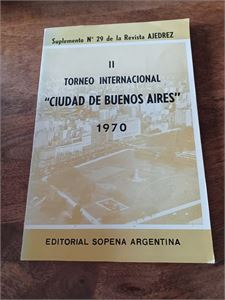 Suplemento Nº 29 de la Revista AJEDREZ
II
TORNEO INTERNACIONAL
"CIUDAD DE BUENOS AIRES"
1970
EDITORIAL SOPENA ARGENTINA